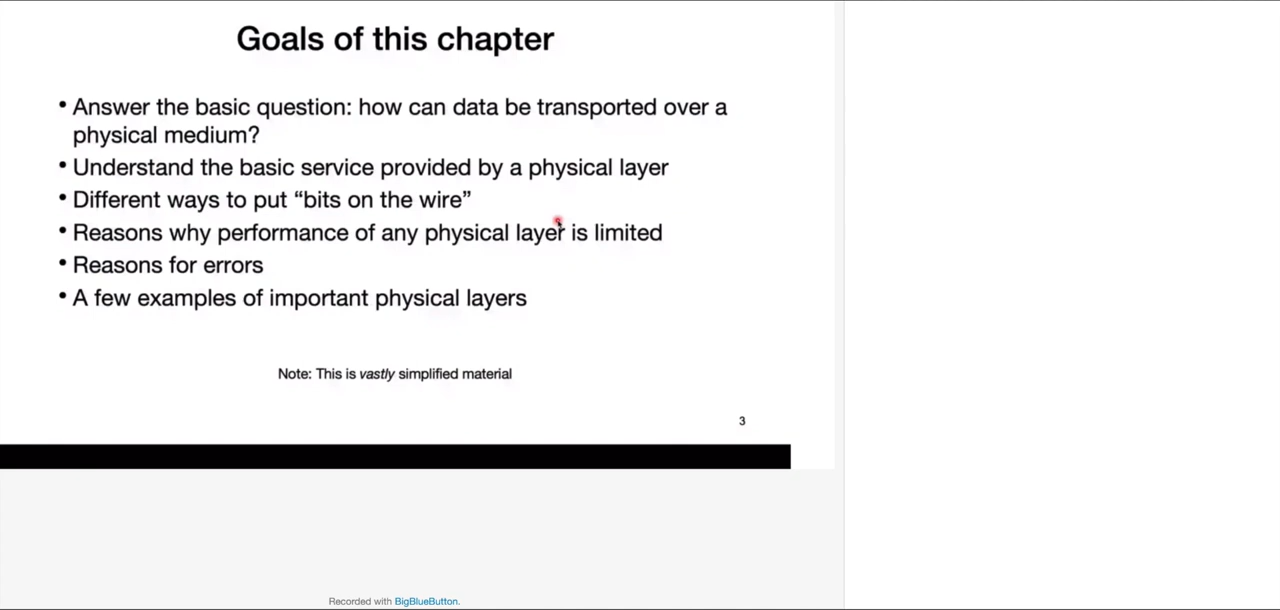 Goals of this chapter
• Answer the basic question: how can data be transported over a
physical medium?
• Understand the basic service provided by a physical layer
• Different ways to put “bits on the wire”
• Reasons why performance of any physical layer is limited
• Reasons for errors
• A few examples of important physical layers
Note: This is vastly simplified material
3
Recorded with BigBlueButton.